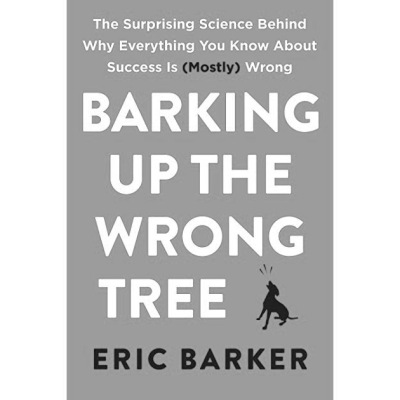 The Surprising Science Behind
Why Everything You Know About
Success Is (Mostly) Wrong
BARKING
UP THE
WRONG
TREE
ERIC BARKER